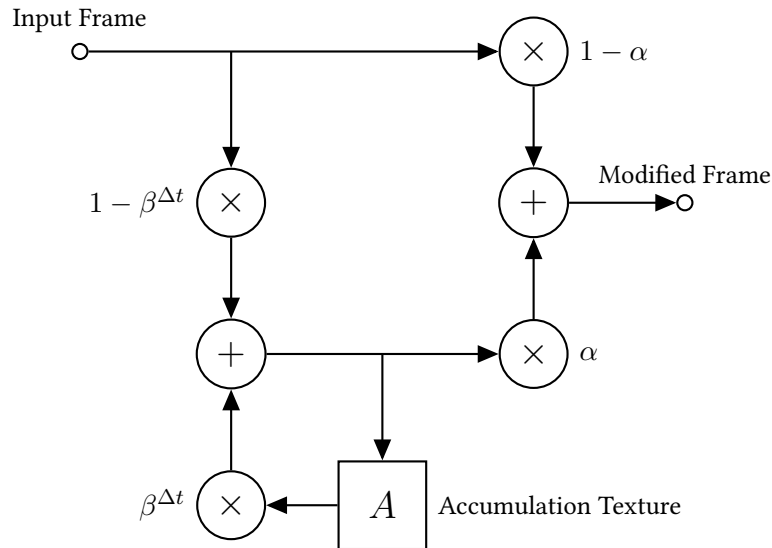 Input Frame
×
1 − α
Modified Frame
1 − β^Δt
×
+
+
×
α
β^Δt
×
A
Accumulation Texture